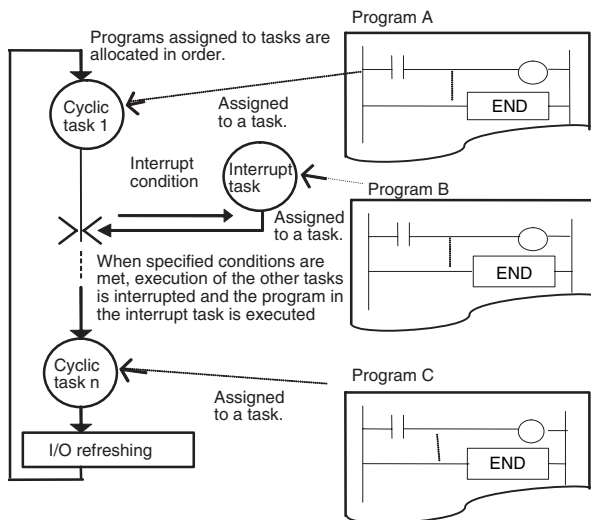 Program A
Programs assigned to tasks are
allocated in order.
Cyclic
task 1
Assigned
to a task.
END
Interrupt
condition
Interrupt
task
Program B
Assigned
to a task.
When specified conditions are
met, execution of the other tasks
is interrupted and the program in
the interrupt task is executed
END
Cyclic
task n
Assigned
to a task.
Program C
I/O refreshing
END